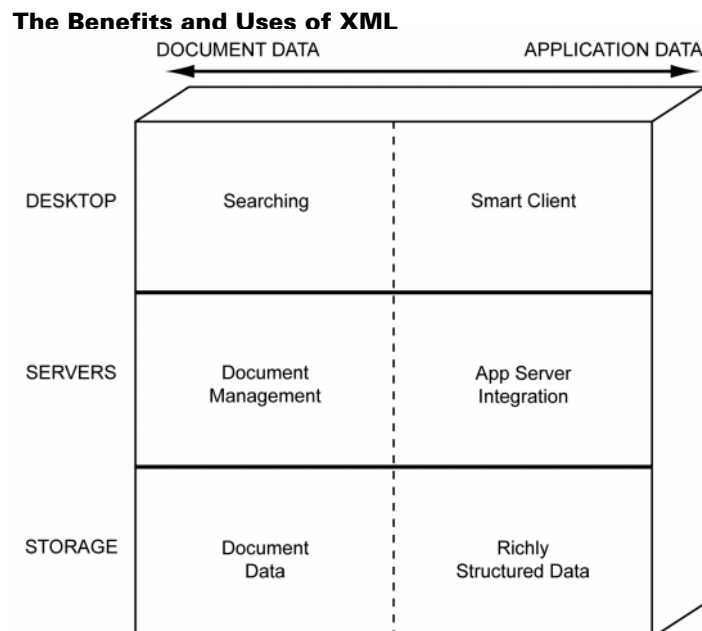 The Benefits and Uses of XML
DOCUMENT DATA APPLICATION DATA
DESKTOP Searching Smart Client
SERVERS Document Management App Server Integration
STORAGE Document Data Richly Structured Data